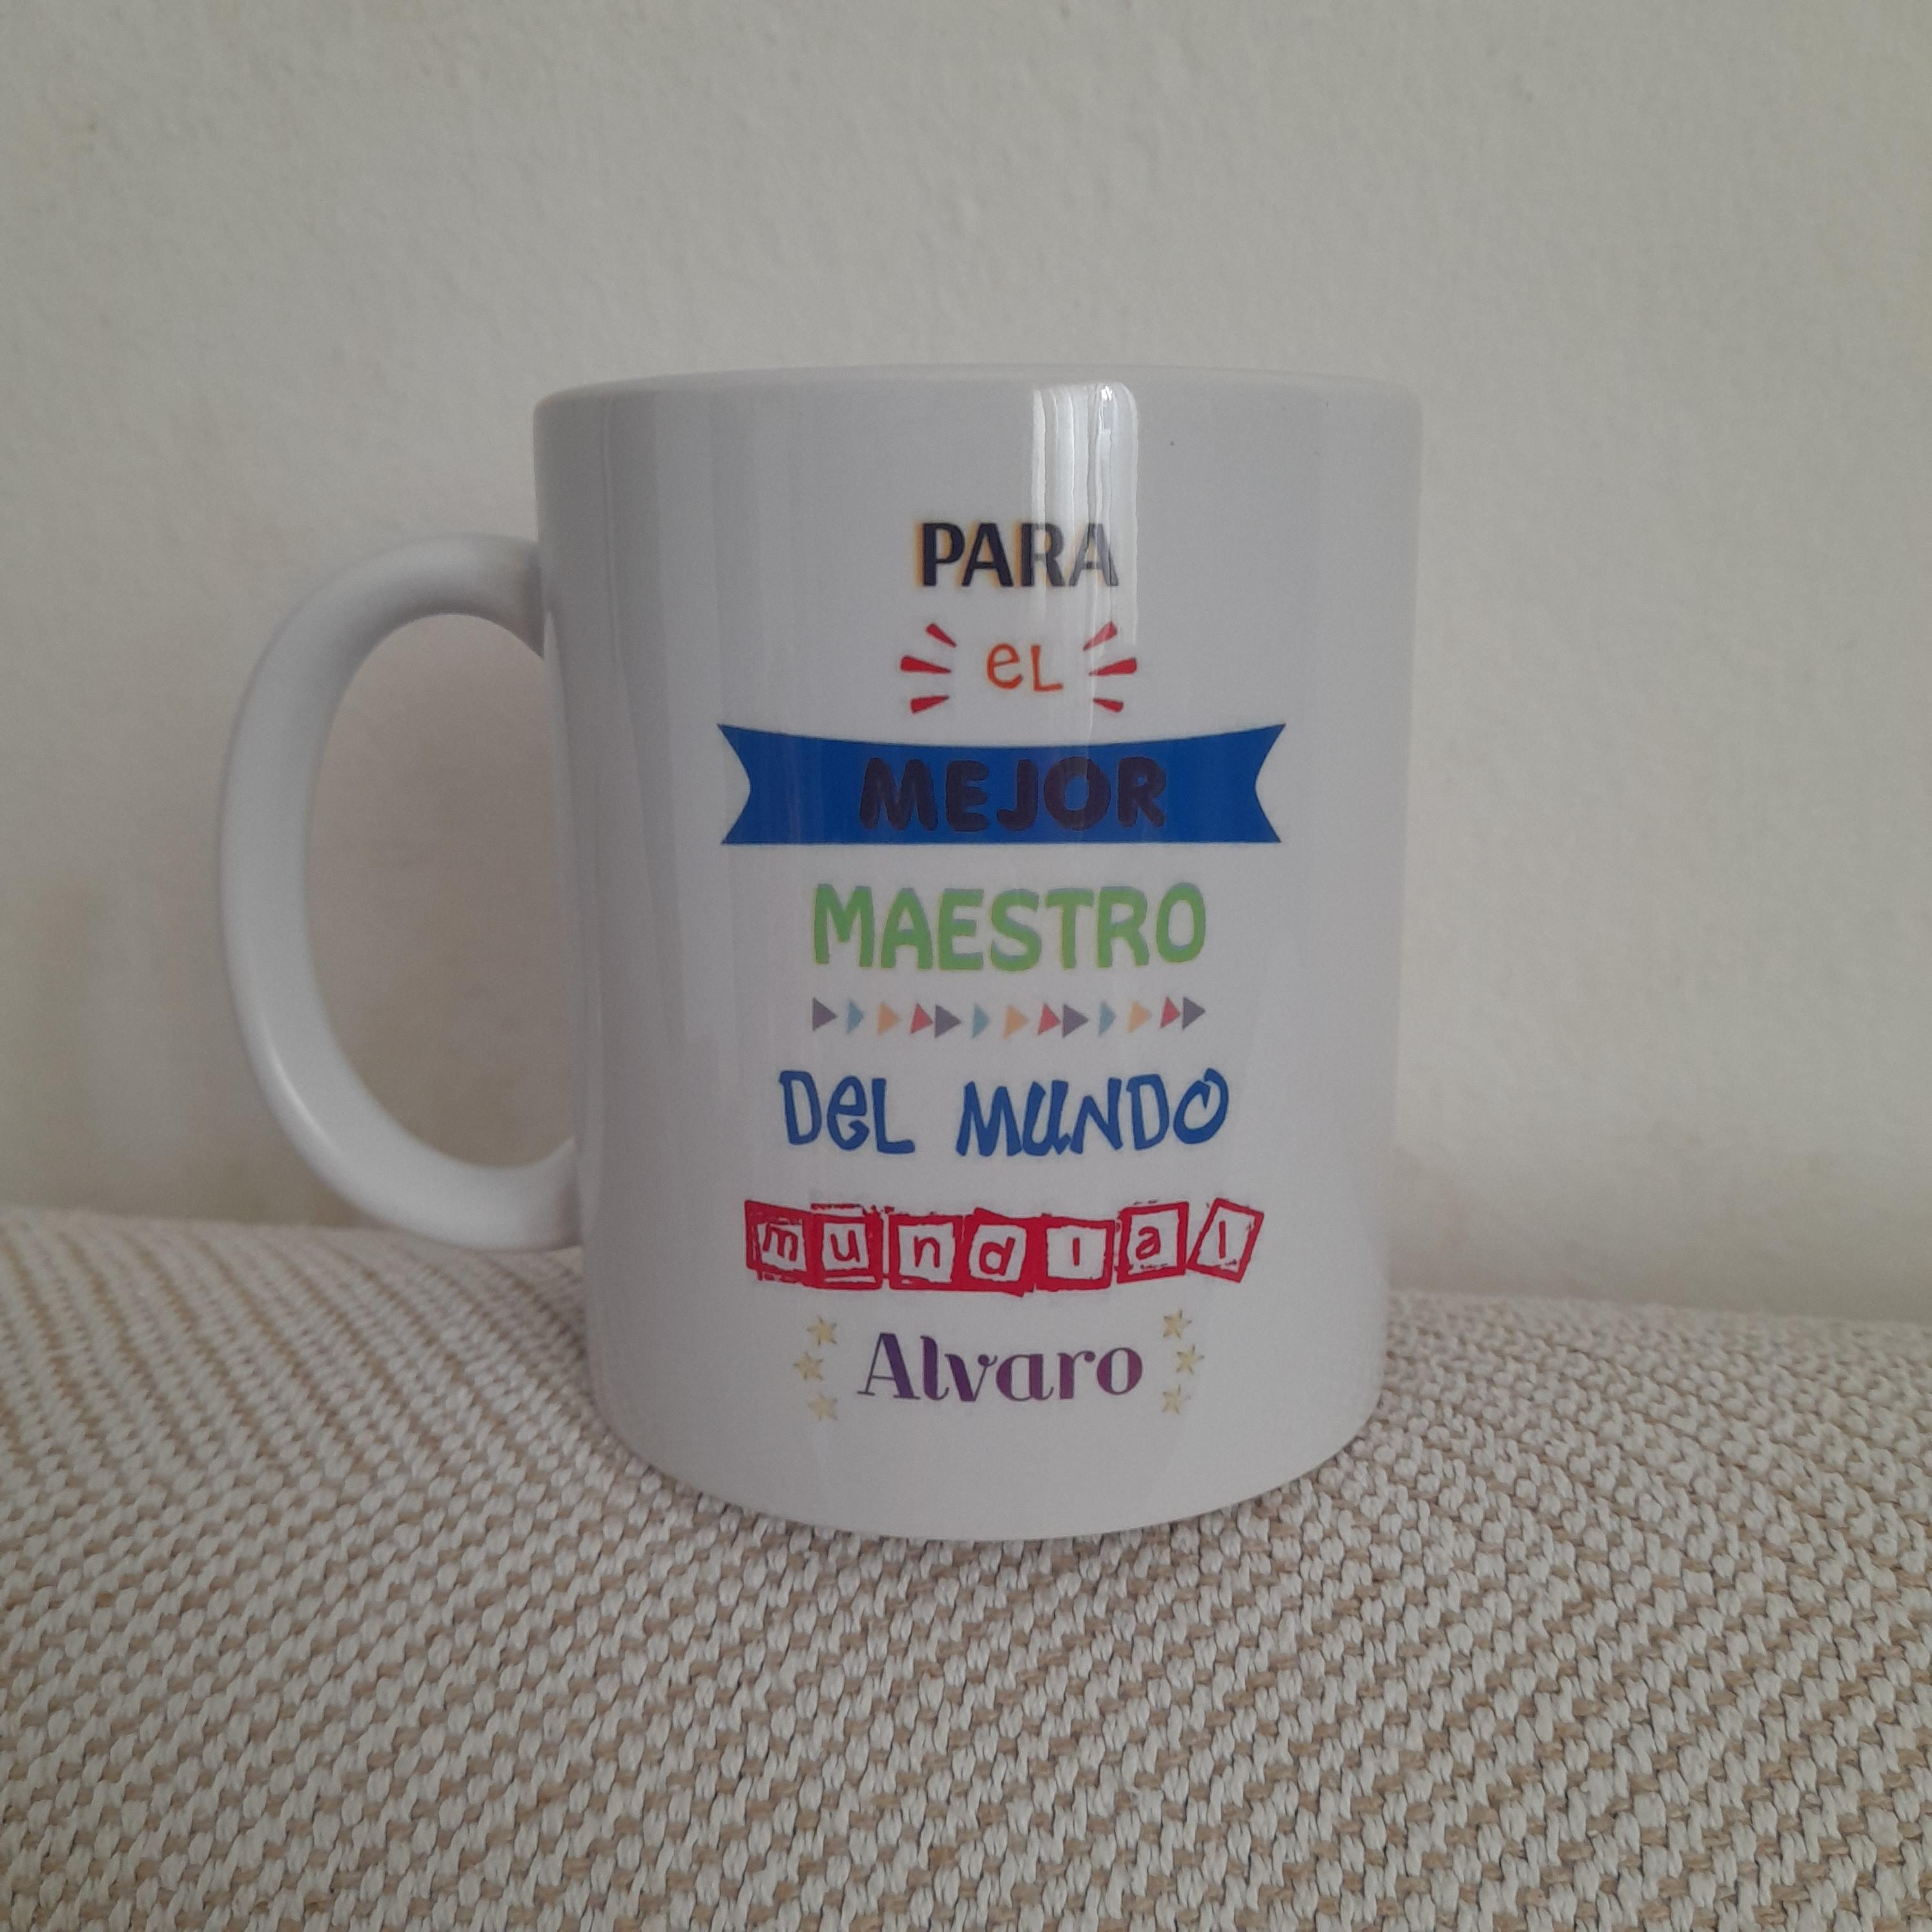 PARA
eL
MEJOR
MAESTRO
DeL MUNDO
mundial
Alvaro